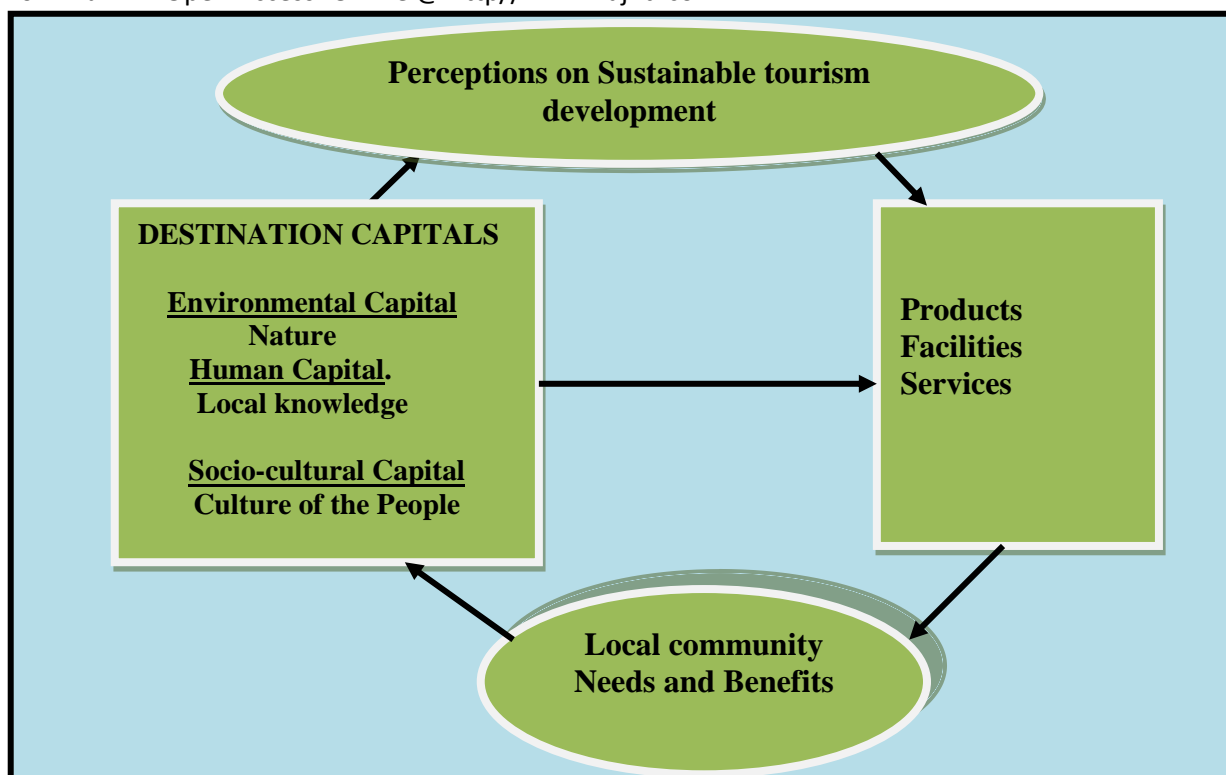 Perceptions on Sustainable tourism
development
DESTINATION CAPITALS
Environmental Capital
Nature
Human Capital.
Local knowledge
Socio-cultural Capital
Culture of the People
Products
Facilities
Services
Local community
Needs and Benefits